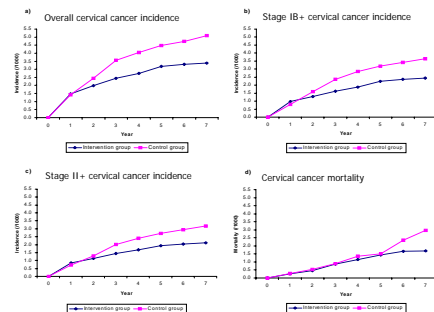 a)
Overall cervical cancer incidence
Incidence (/1000)
5.5
5.0
4.5
4.0
3.5
3.0
2.5
2.0
1.5
1.0
0.5
0.0
0 1 2 3 4 5 6 7
Year
Intervention group Control group
b)
Stage IB+ cervical cancer incidence
Incidence (/1000)
5.5
5.0
4.5
4.0
3.5
3.0
2.5
2.0
1.5
1.0
0.5
0.0
0 1 2 3 4 5 6 7
Year
Intervention group Control group
c)
Stage II+ cervical cancer incidence
Incidence (/1000)
5.5
5.0
4.5
4.0
3.5
3.0
2.5
2.0
1.5
1.0
0.5
0.0
0 1 2 3 4 5 6 7
Year
Intervention group Control group
d)
Cervical cancer mortality
Mortality (/1000)
5.5
5.0
4.5
4.0
3.5
3.0
2.5
2.0
1.5
1.0
0.5
0.0
0 1 2 3 4 5 6 7
Year
Intervention group Control group